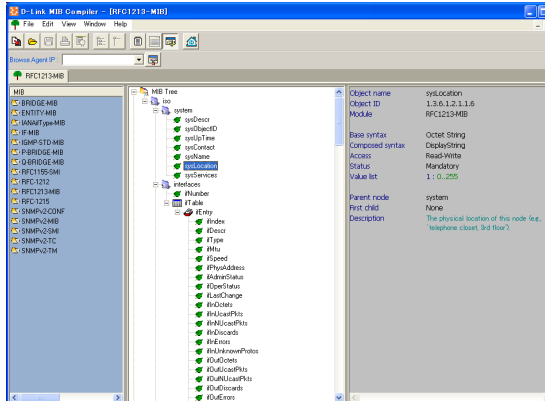 D-Link MIB Compiler - [RFC1213-MIB]
File Edit View Window Help
Browse Agent IP:
RFC1213-MIB
MIB
BRIDGE-MIB
ENTITY-MIB
IANAifType-MIB
IF-MIB
IGMP-STD-MIB
P-BRIDGE-MIB
Q-BRIDGE-MIB
RFC1155-SMI
RFC-1212
RFC1213-MIB
RFC-1215
SNMPv2-CONF
SNMPv2-MIB
SNMPv2-SMI
SNMPv2-TC
SNMPv2-TM
MIB Tree
iso
system
sysDescr
sysObjectID
sysUpTime
sysContact
sysName
sysLocation
sysServices
interfaces
ifNumber
ifTable
ifEntry
ifIndex
ifDescr
ifType
ifMtu
ifSpeed
ifPhysAddress
ifAdminStatus
ifOperStatus
ifLastChange
ifInOctets
ifInUcastPkts
ifInNUcastPkts
ifInDiscards
ifInErrors
ifInUnknownProtos
ifOutOctets
ifOutUcastPkts
ifOutNUcastPkts
ifOutDiscards
ifOutErrors
Object name sysLocation
Object ID 1.3.6.1.2.1.1.6
Module RFC1213-MIB
Base syntax Octet String
Composed syntax DisplayString
Access Read-Write
Status Mandatory
Value list 1 : 0..255
Parent node system
First child None
Description The physical location of this node (e.g.,
`telephone closet, 3rd floor').